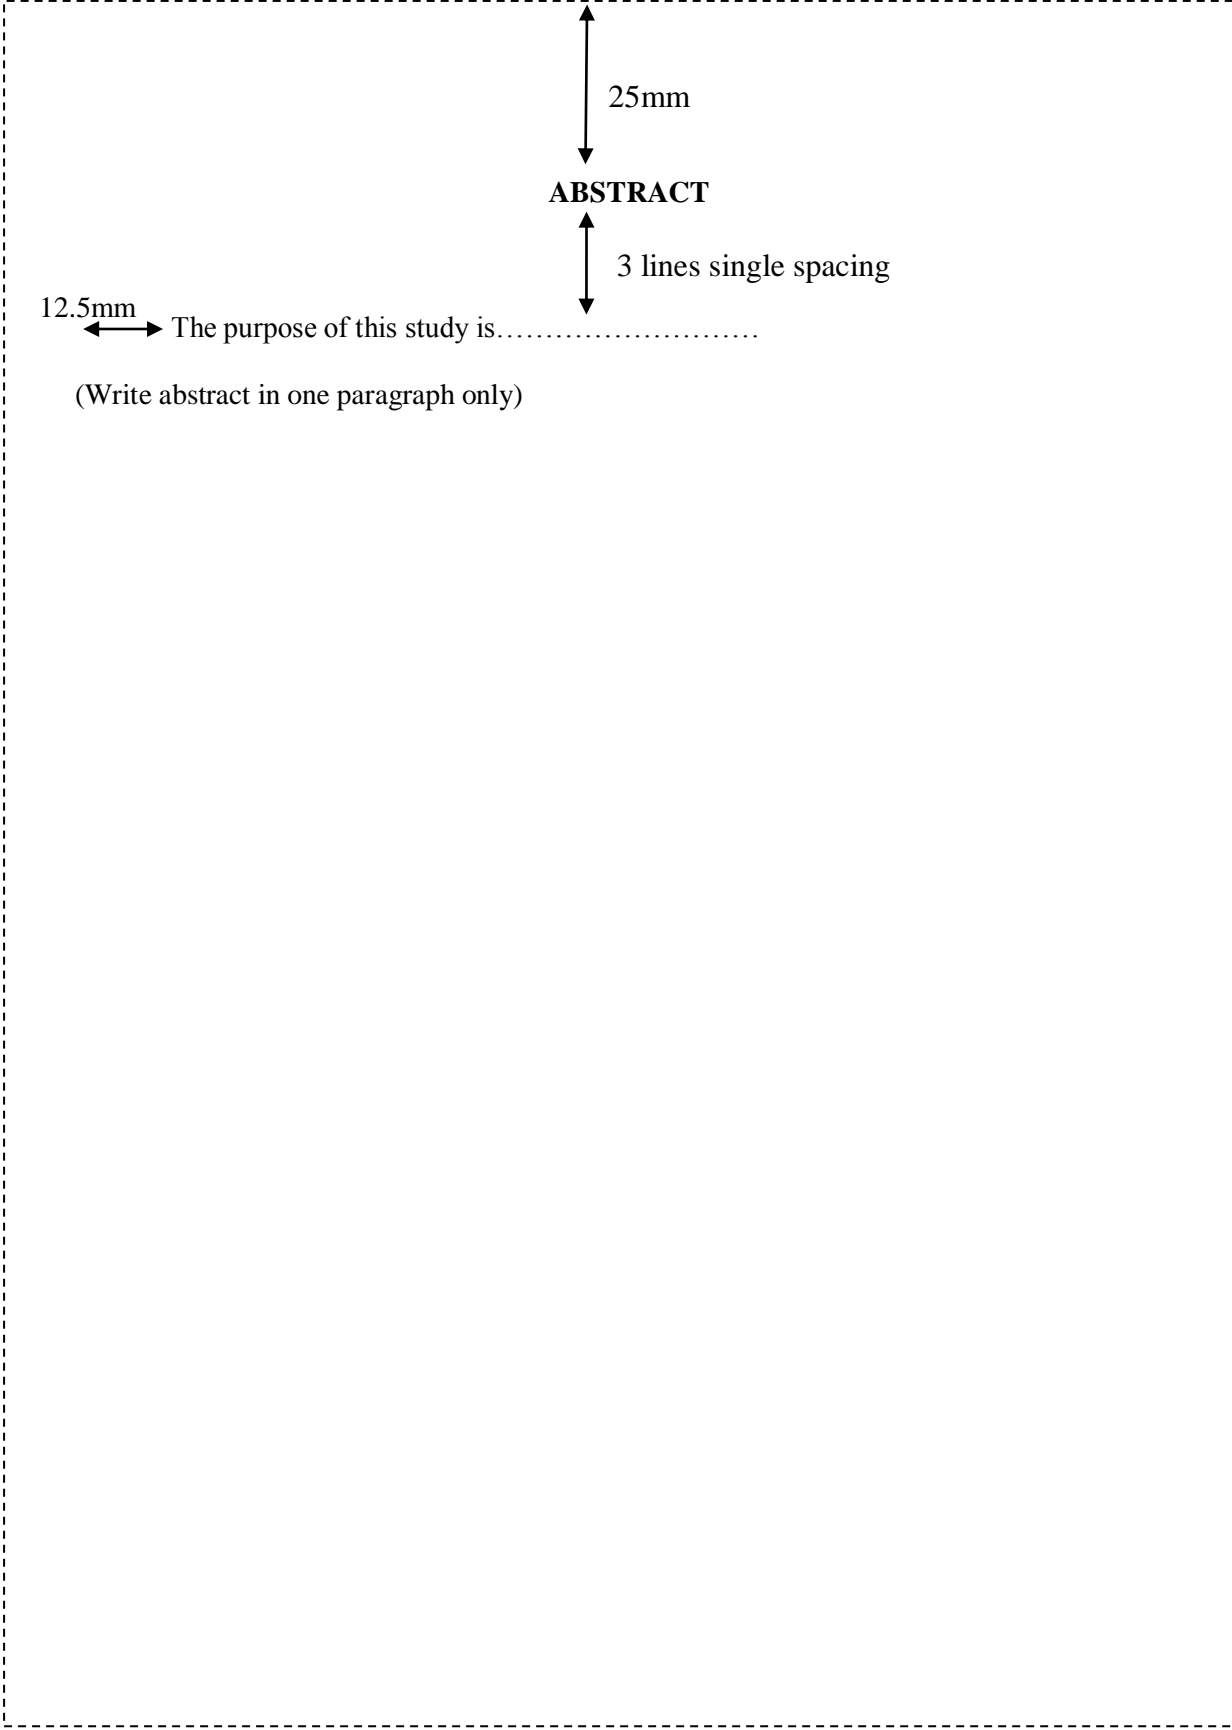 25mm
ABSTRACT
3 lines single spacing
12.5mm
The purpose of this study is………………………
(Write abstract in one paragraph only)